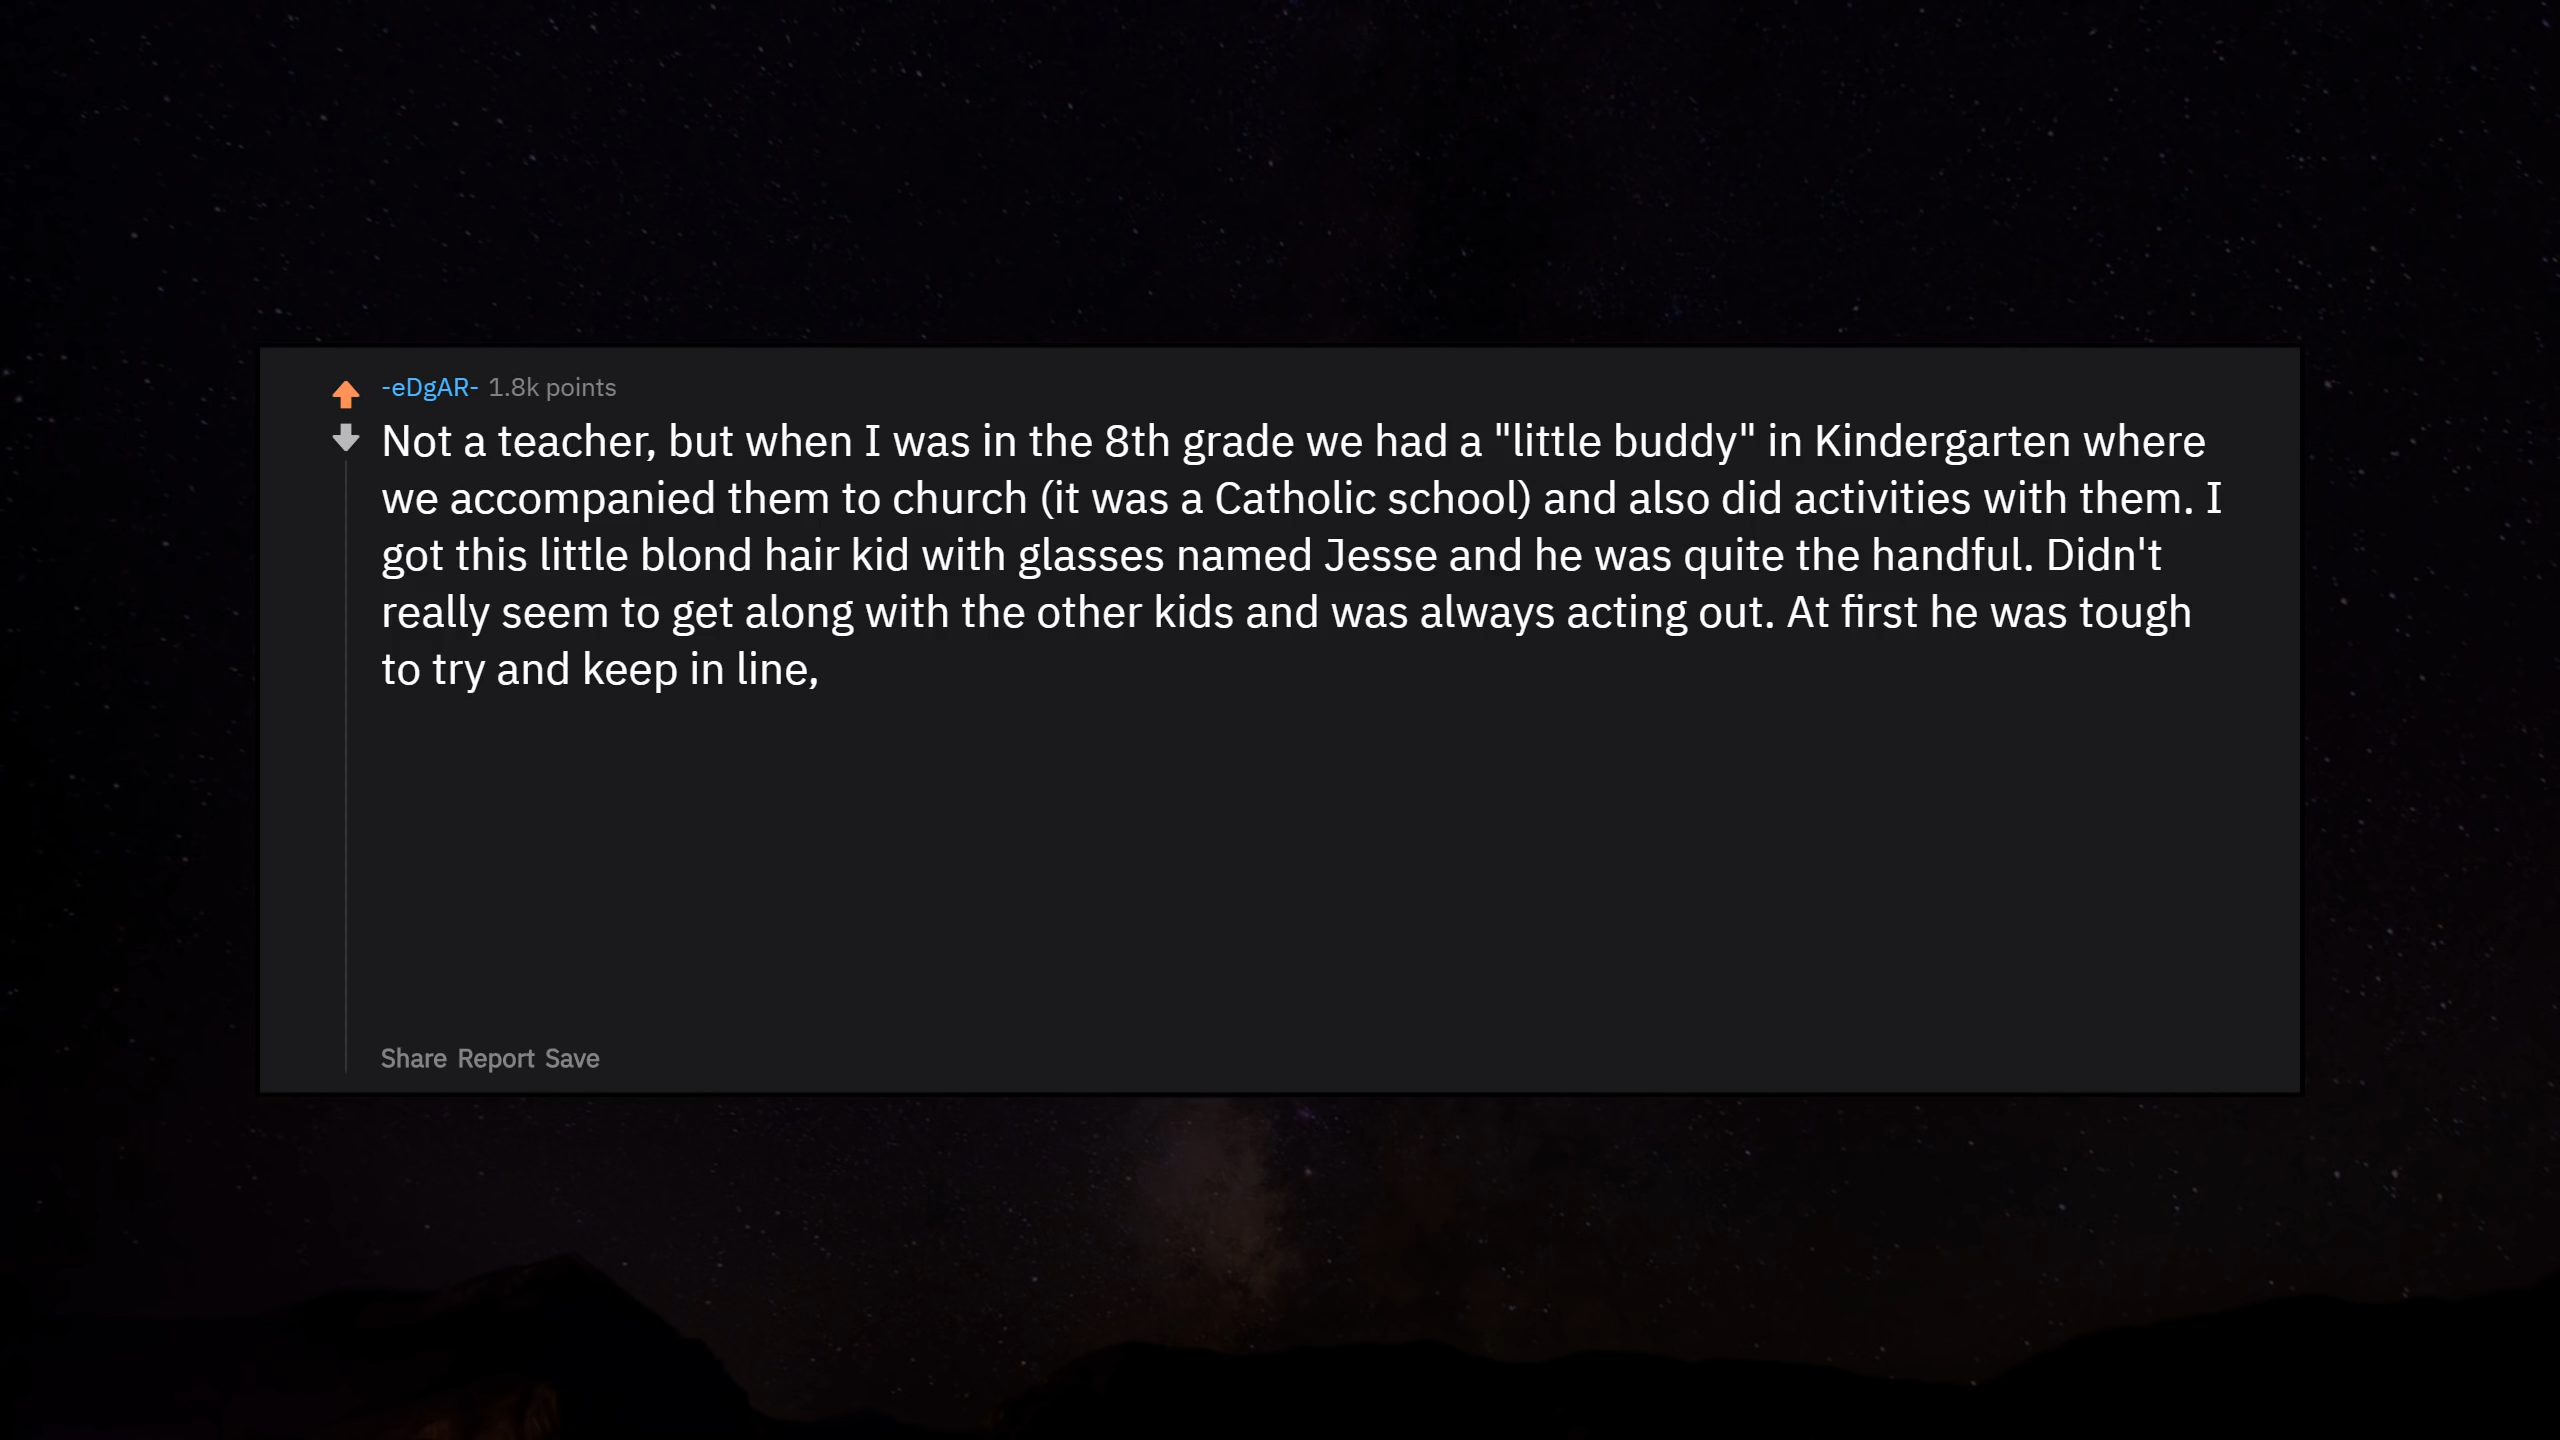 -eDgAR- 1.8k points
Not a teacher, but when I was in the 8th grade we had a "little buddy" in Kindergarten where
we accompanied them to church (it was a Catholic school) and also did activities with them. I
got this little blond hair kid with glasses named Jesse and he was quite the handful. Didn't
really seem to get along with the other kids and was always acting out. At first he was tough
to try and keep in line,
Share Report Save